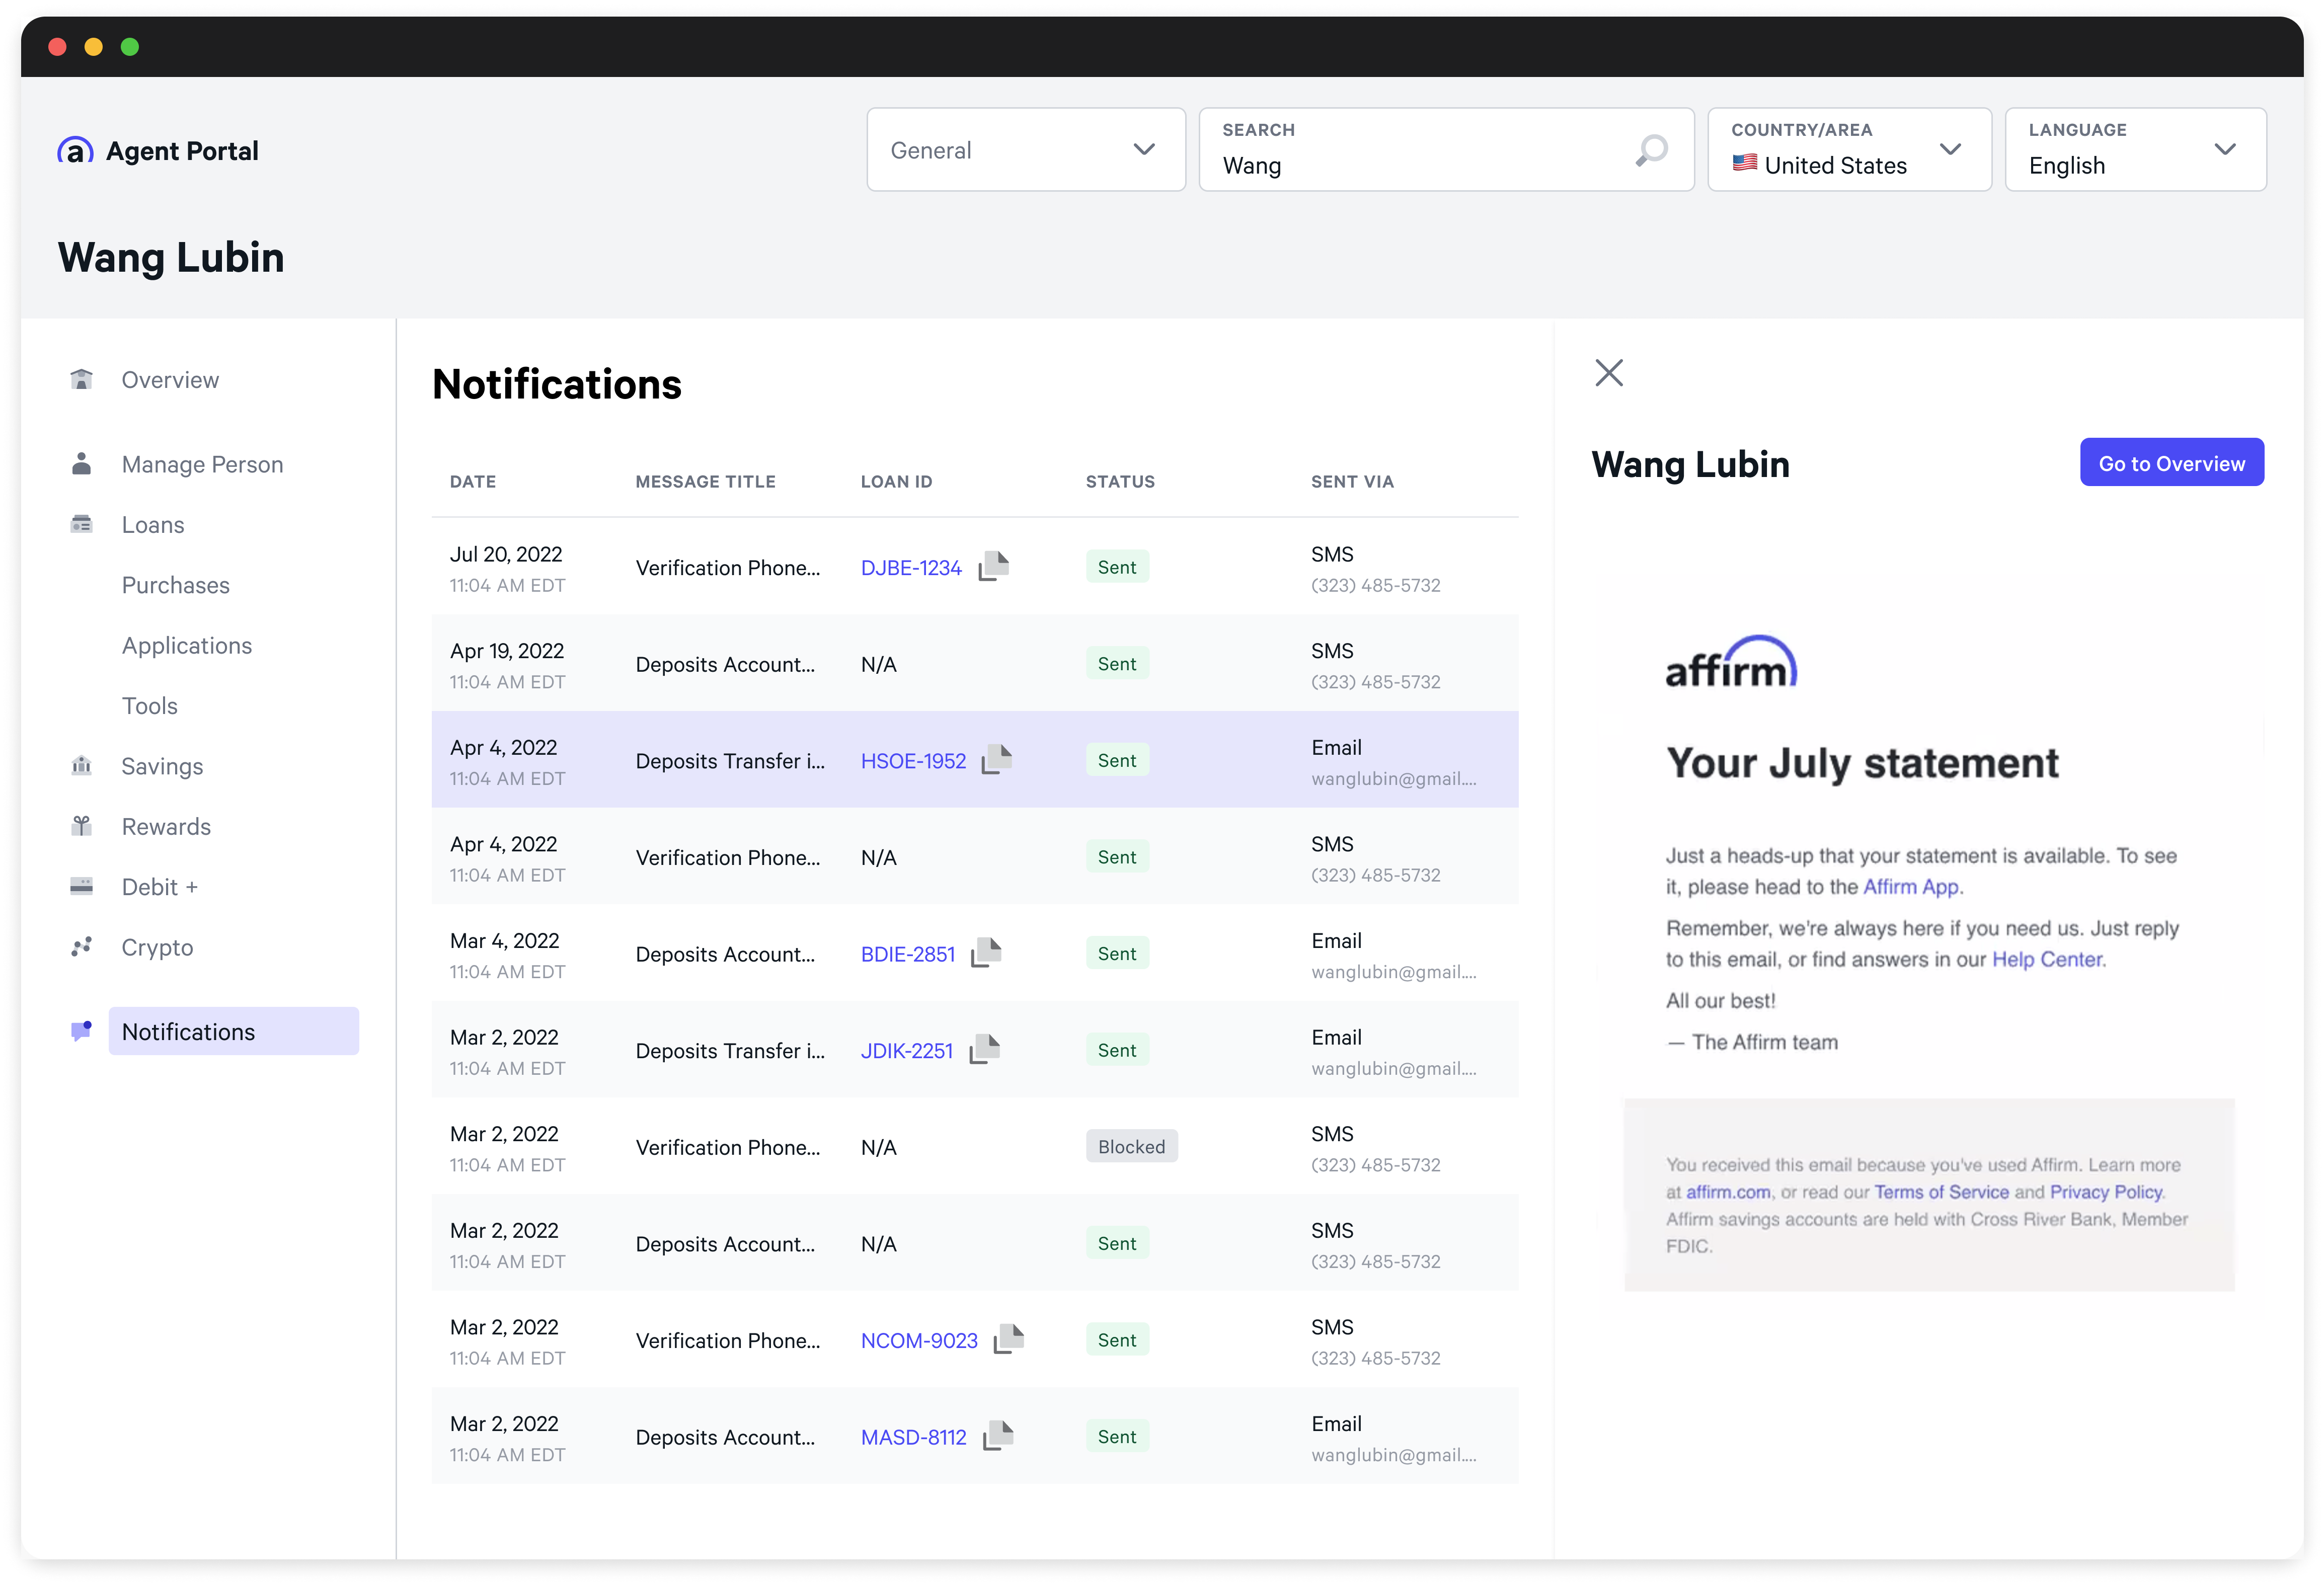 a Agent Portal
General
SEARCH
Wang
COUNTRY/AREA
United States
LANGUAGE
English
Wang Lubin
Overview
Manage Person
Loans
Purchases
Applications
Tools
Savings
Rewards
Debit +
Crypto
Notifications
Notifications
DATE MESSAGE TITLE LOAN ID STATUS SENT VIA
Jul 20, 2022
11:04 AM EDT
Verification Phone...
DJBE-1234
Sent
SMS
(323) 485-5732
Apr 19, 2022
11:04 AM EDT
Deposits Account...
N/A
Sent
SMS
(323) 485-5732
Apr 4, 2022
11:04 AM EDT
Deposits Transfer i...
HSOE-1952
Sent
Email
wanglubin@gmail....
Apr 4, 2022
11:04 AM EDT
Verification Phone...
N/A
Sent
SMS
(323) 485-5732
Mar 4, 2022
11:04 AM EDT
Deposits Account...
BDIE-2851
Sent
Email
wanglubin@gmail....
Mar 2, 2022
11:04 AM EDT
Deposits Transfer i...
JDIK-2251
Sent
Email
wanglubin@gmail....
Mar 2, 2022
11:04 AM EDT
Verification Phone...
N/A
Blocked
SMS
(323) 485-5732
Mar 2, 2022
11:04 AM EDT
Deposits Account...
N/A
Sent
SMS
(323) 485-5732
Mar 2, 2022
11:04 AM EDT
Verification Phone...
NCOM-9023
Sent
SMS
(323) 485-5732
Mar 2, 2022
11:04 AM EDT
Deposits Account...
MASD-8112
Sent
Email
wanglubin@gmail....
Wang Lubin
Go to Overview
affirm
Your July statement
Just a heads-up that your statement is available. To see
it, please head to the Affirm App.
Remember, we're always here if you need us. Just reply
to this email, or find answers in our Help Center.
All our best!
— The Affirm team
You received this email because you've used Affirm. Learn more
at affirm.com, or read our Terms of Service and Privacy Policy.
Affirm savings accounts are held with Cross River Bank, Member
FDIC.